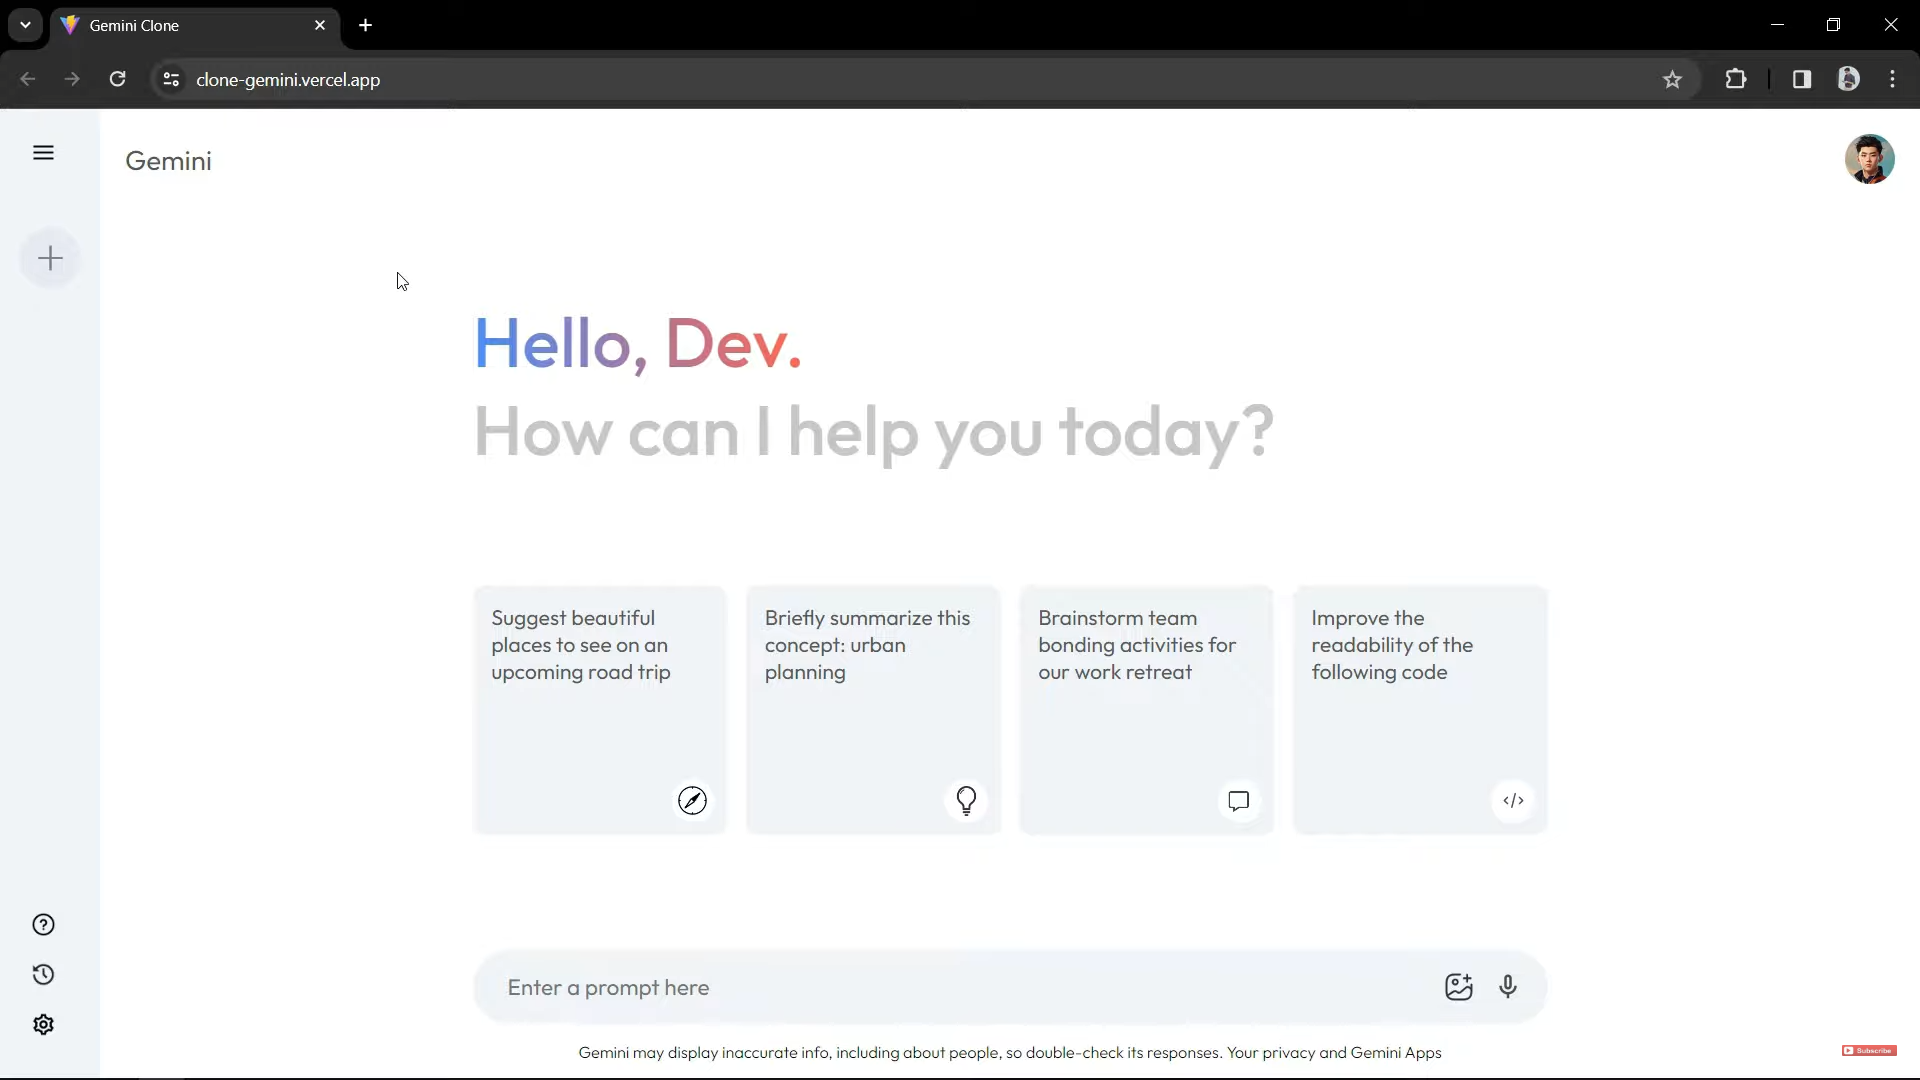 Gemini Clone
clone-gemini.vercel.app
Gemini
Hello, Dev.
How can I help you today?
Suggest beautiful
places to see on an
upcoming road trip
Briefly summarize this
concept: urban
planning
Brainstorm team
bonding activities for
our work retreat
Improve the
readability of the
following code
</>
Enter a prompt here
Gemini may display inaccurate info, including about people, so double-check its responses. Your privacy and Gemini Apps
Subscribe